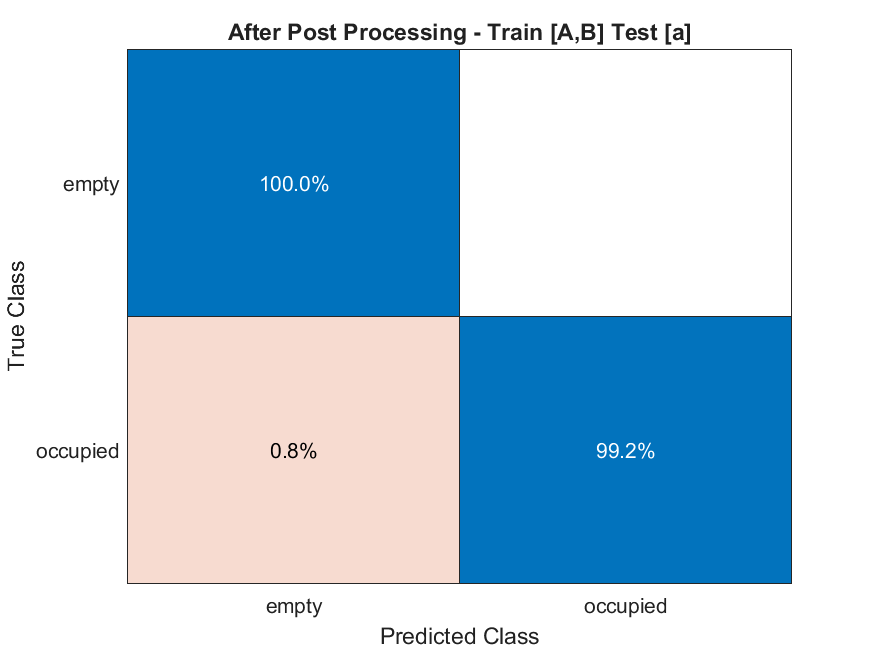 After Post Processing - Train [A,B] Test [a]
True Class
empty
100.0%
occupied
0.8%
99.2%
empty
occupied
Predicted Class